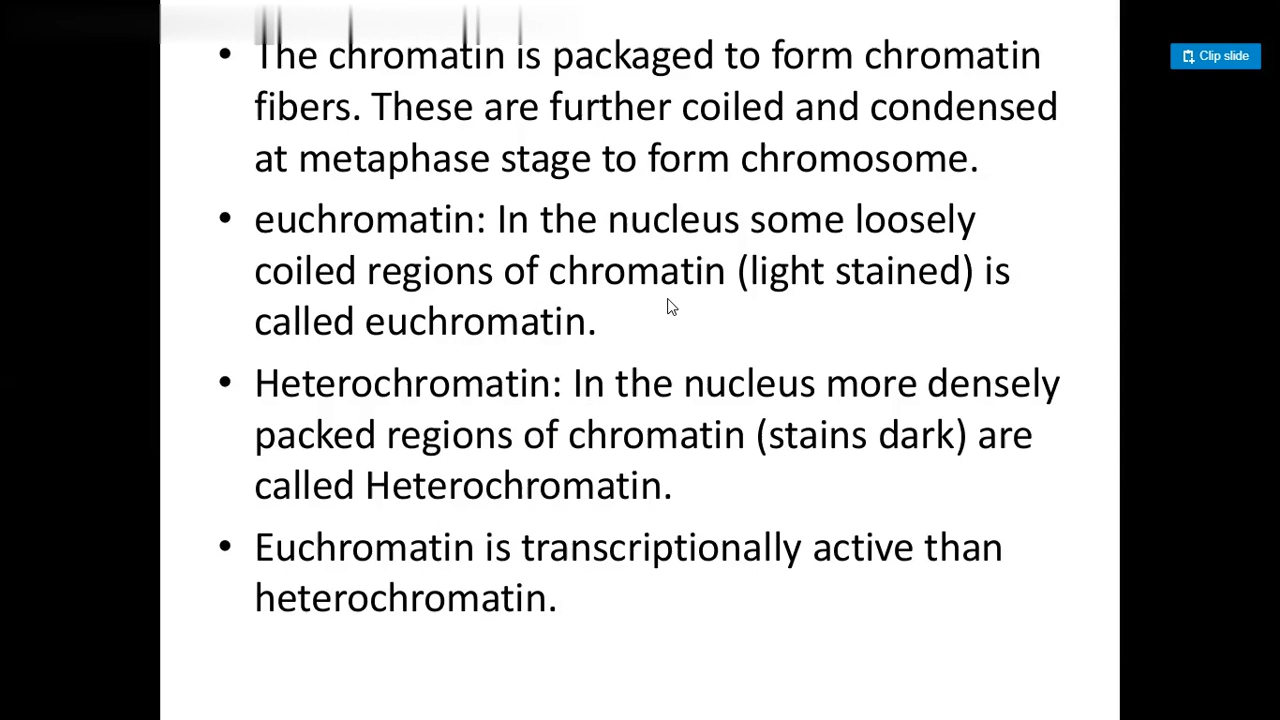 Clip slide
• The chromatin is packaged to form chromatin
fibers. These are further coiled and condensed
at metaphase stage to form chromosome.
• euchromatin: In the nucleus some loosely
coiled regions of chromatin (light stained) is
called euchromatin.
• Heterochromatin: In the nucleus more densely
packed regions of chromatin (stains dark) are
called Heterochromatin.
• Euchromatin is transcriptionally active than
heterochromatin.